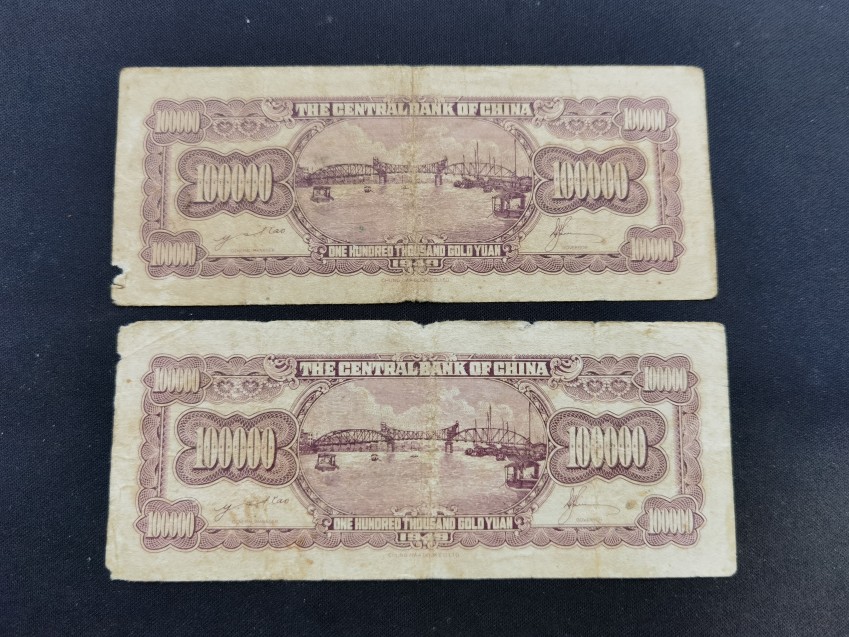 THE CENTRAL BANK OF CHINA
100000 100000
100000 100000
100000 100000
ONE HUNDRED THOUSAND GOLD YUAN
1949
THE CENTRAL BANK OF CHINA
100000 100000
100000 100000
100000 100000
ONE HUNDRED THOUSAND GOLD YUAN
1949